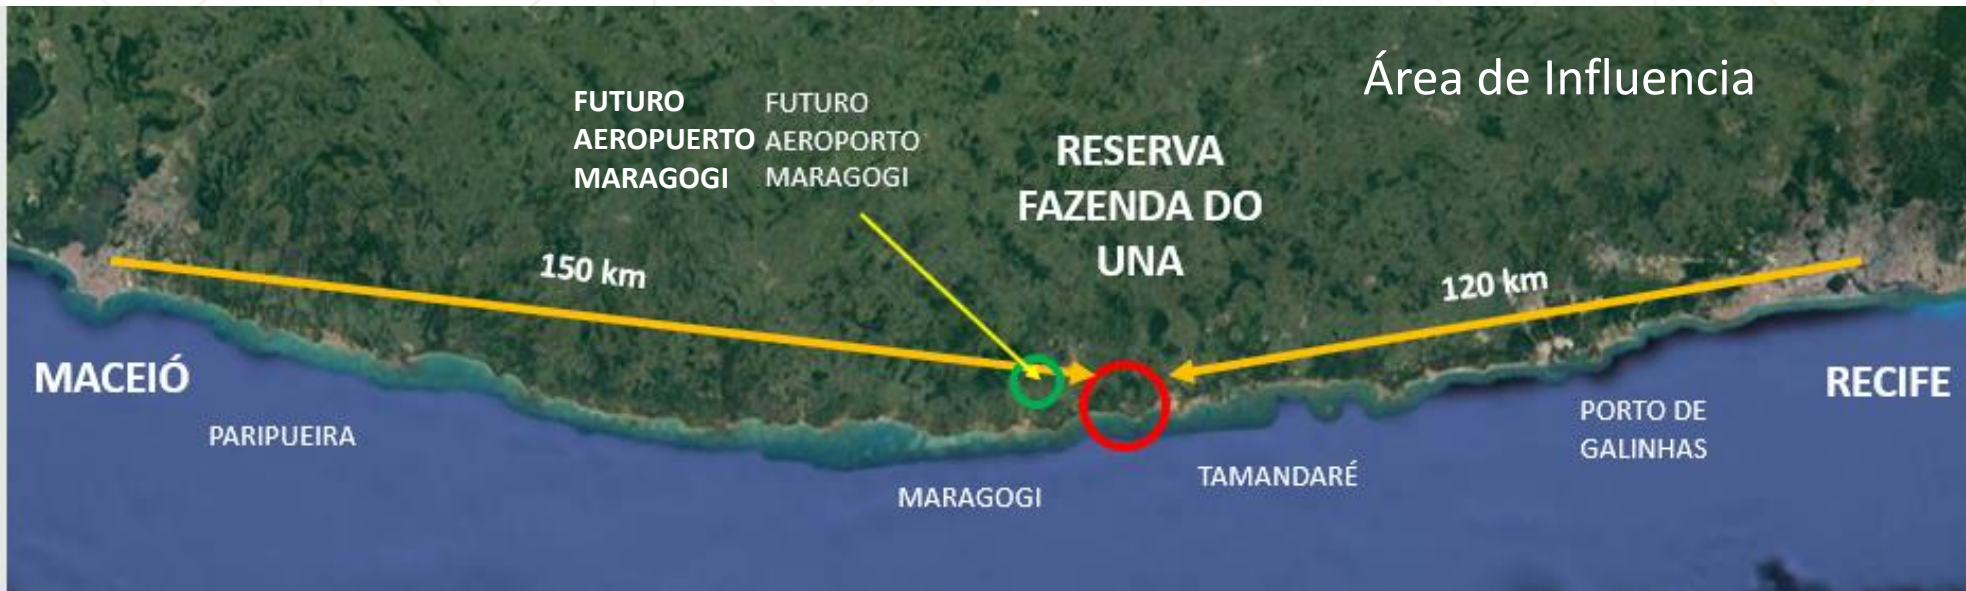 Área de Influencia
FUTURO
AEROPUERTO
MARAGOGI
FUTURO
AEROPORTO
MARAGOGI
RESERVA
FAZENDA DO
UNA
150 km
120 km
MACEIÓ
RECIFE
PARIPUEIRA
PORTO DE
GALINHAS
TAMANDARÉ
MARAGOGI